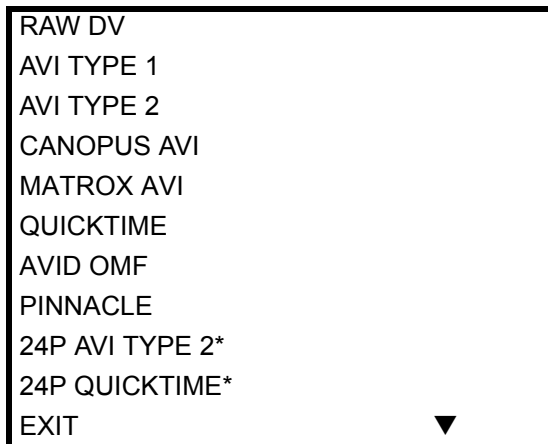 RAW DV
AVI TYPE 1
AVI TYPE 2
CANOPUS AVI
MATROX AVI
QUICKTIME
AVID OMF
PINNACLE
24P AVI TYPE 2*
24P QUICKTIME*
EXIT ▼